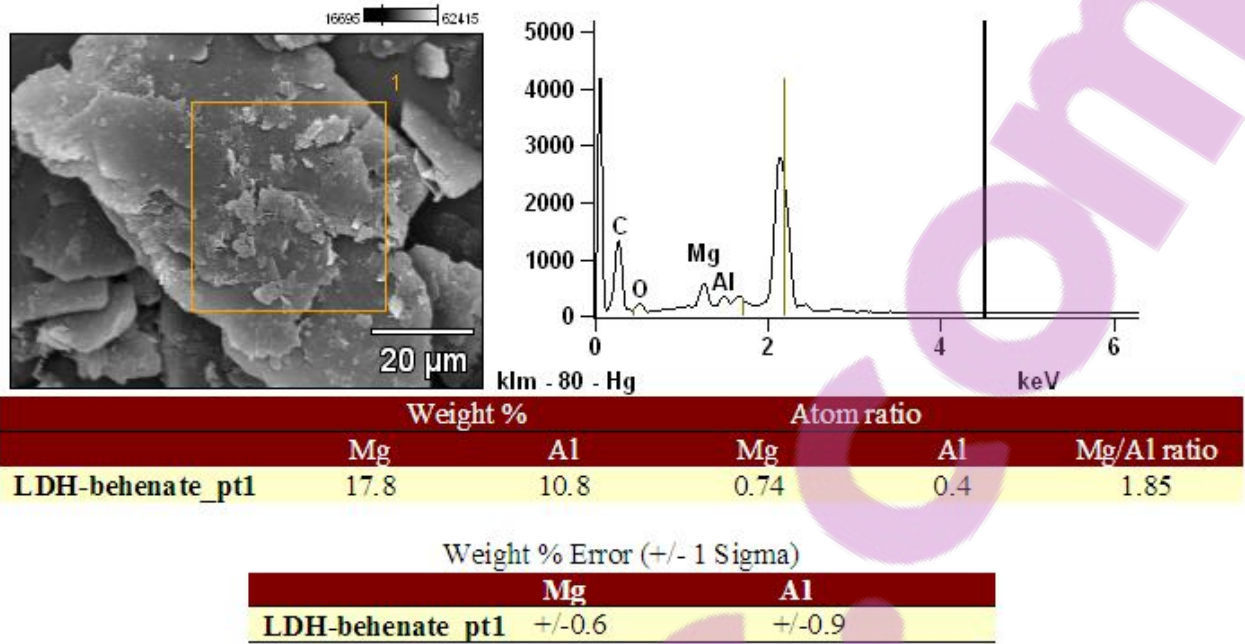 16695 62415
1
20 μm
5000
4000
3000
2000
1000
0
C
O
Mg
Al
0 2 4 6
klm - 80 - Hg keV
Weight % Atom ratio
Mg Al Mg Al Mg/Al ratio
LDH-behenate_pt1 17.8 10.8 0.74 0.4 1.85
Weight % Error (+/- 1 Sigma)
Mg Al
LDH-behenate_pt1 +/-0.6 +/-0.9
.com